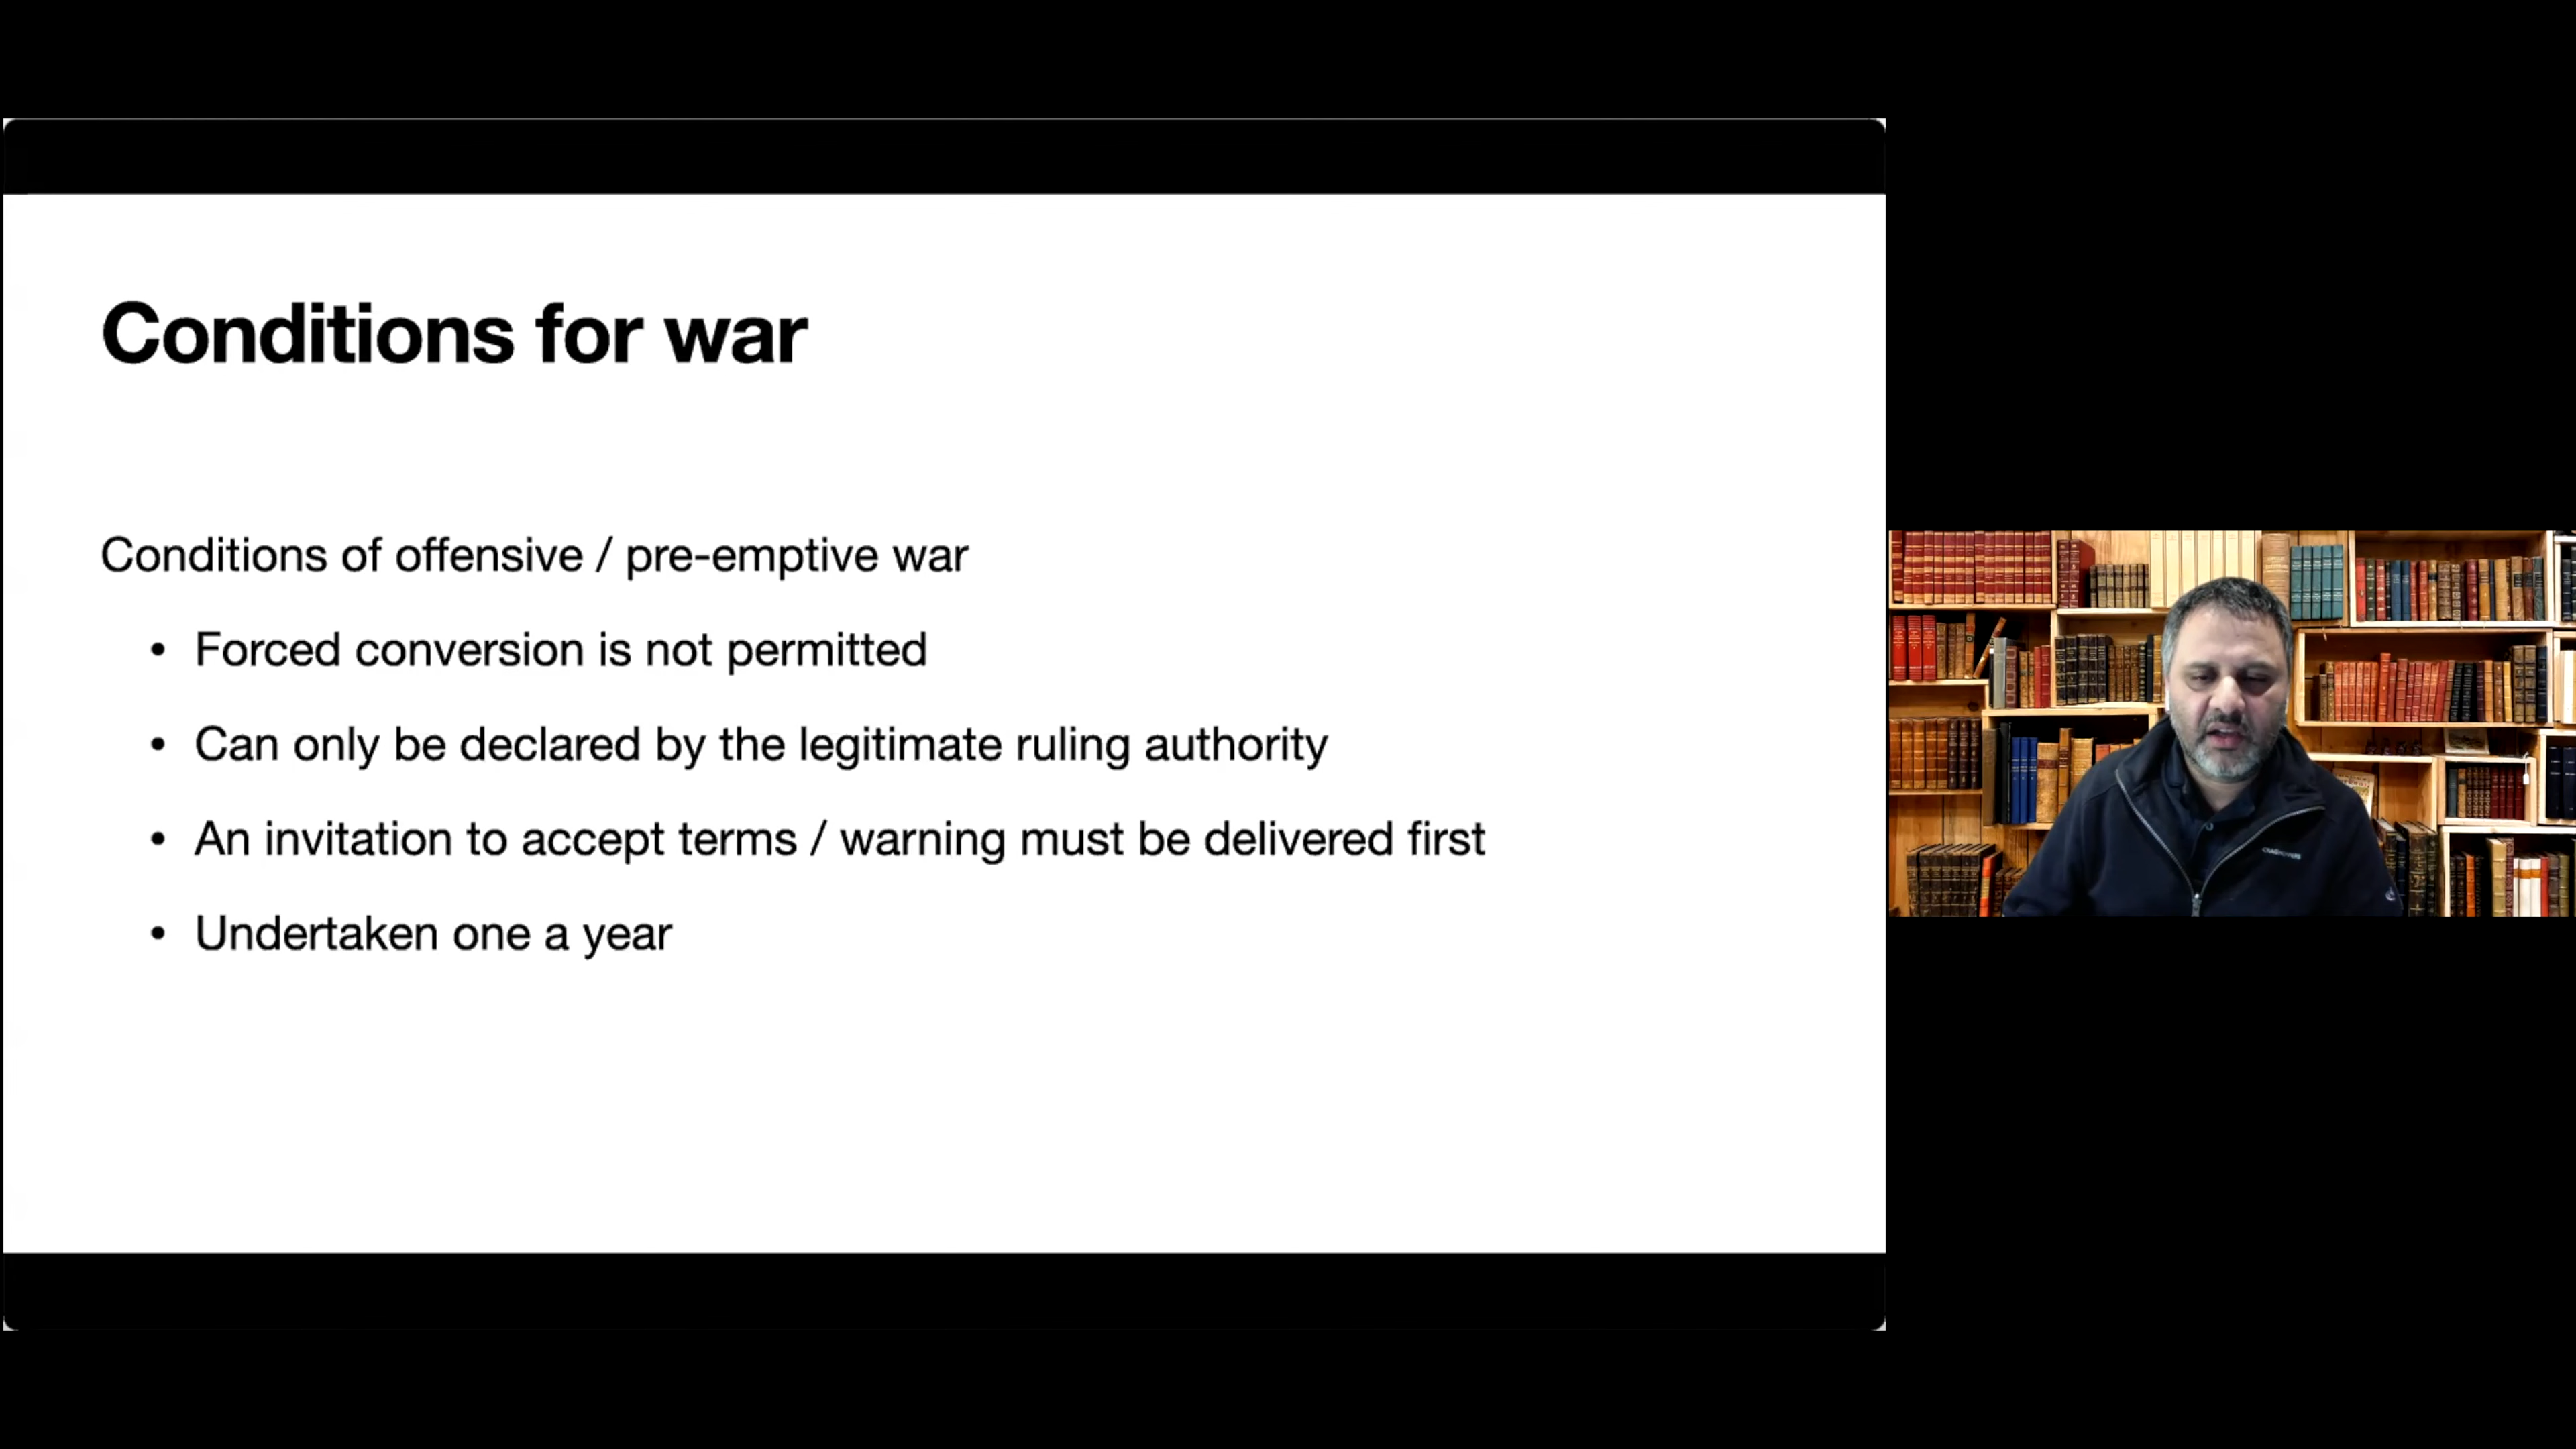 Conditions for war
Conditions of offensive / pre-emptive war
• Forced conversion is not permitted
• Can only be declared by the legitimate ruling authority
• An invitation to accept terms / warning must be delivered first
• Undertaken one a year